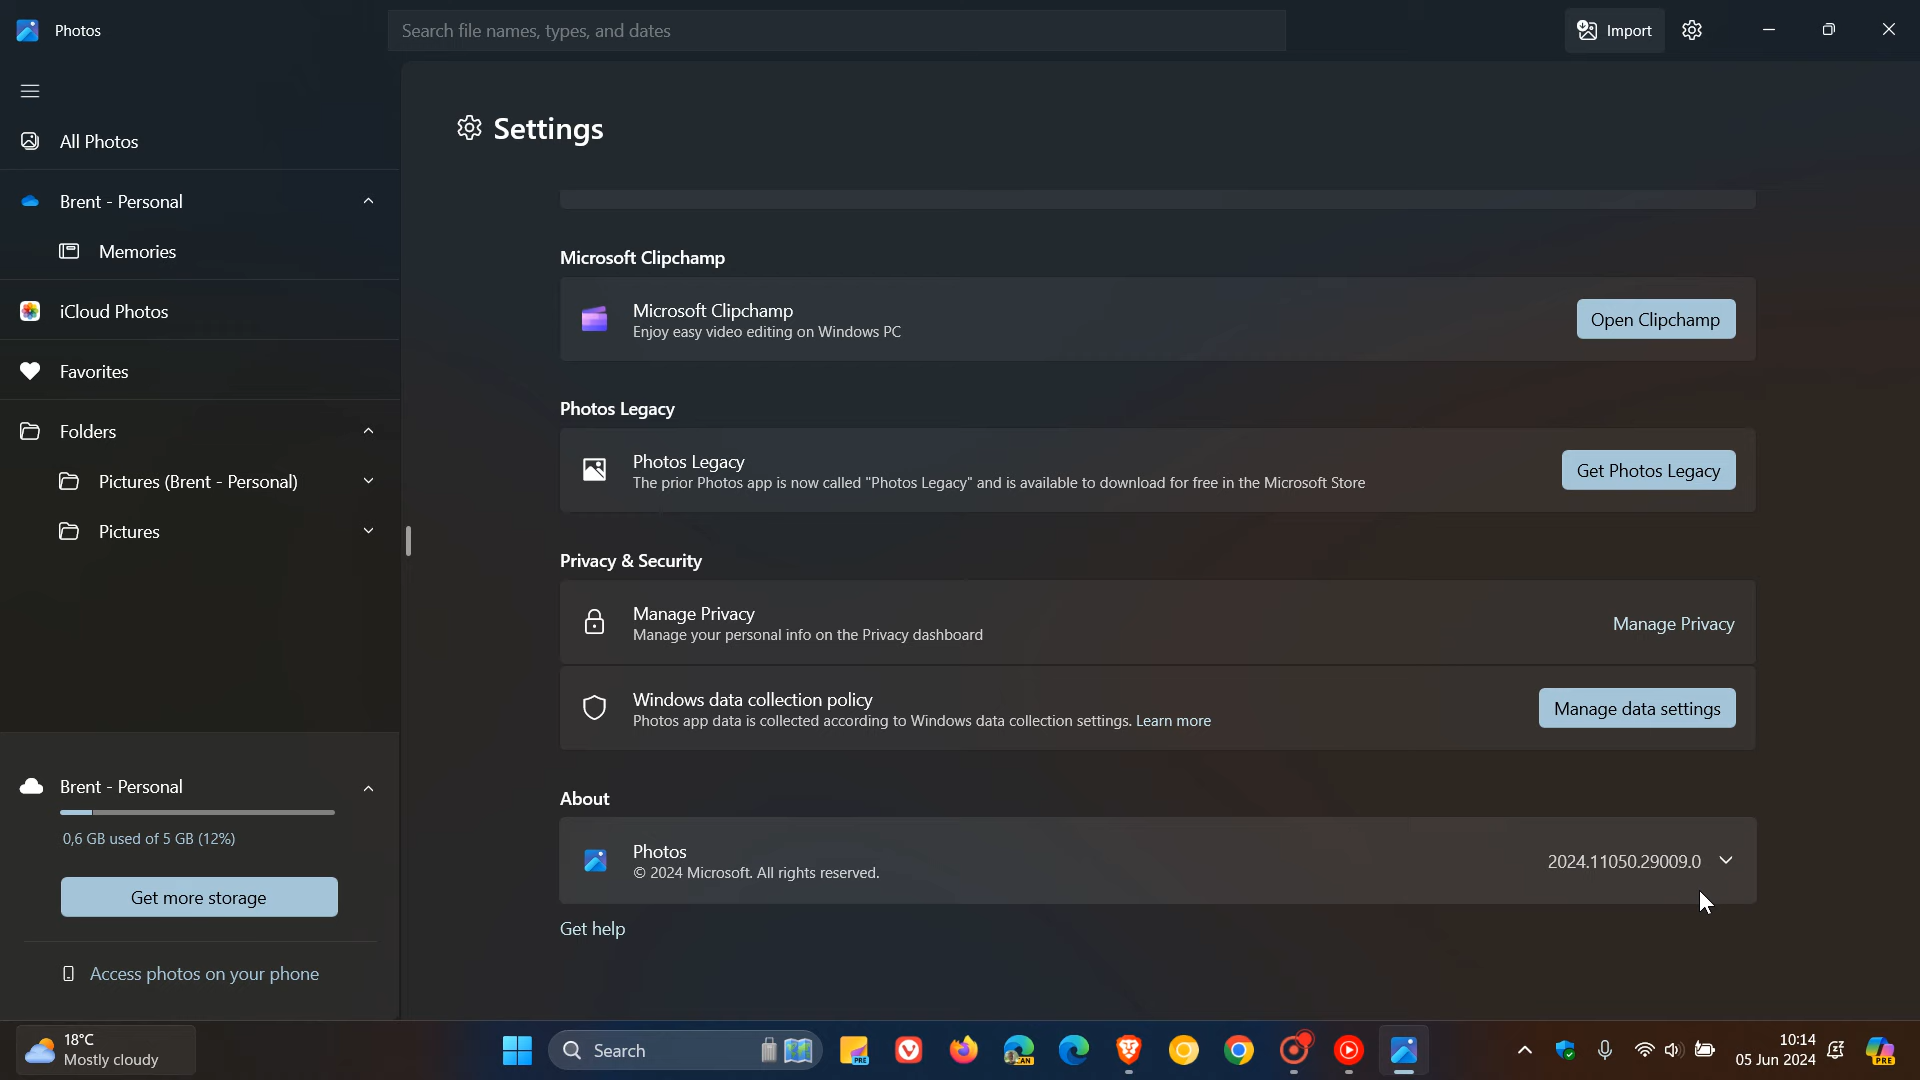 Photos
Search file names, types, and dates
Import
All Photos
Brent - Personal
Memories
iCloud Photos
Favorites
Folders
Pictures (Brent - Personal)
Pictures
Brent - Personal
0,6 GB used of 5 GB (12%)
Get more storage
Access photos on your phone
Settings
Microsoft Clipchamp
Microsoft Clipchamp
Enjoy easy video editing on Windows PC
Open Clipchamp
Photos Legacy
Photos Legacy
The prior Photos app is now called "Photos Legacy" and is available to download for free in the Microsoft Store
Get Photos Legacy
Privacy & Security
Manage Privacy
Manage your personal info on the Privacy dashboard
Manage Privacy
Windows data collection policy
Photos app data is collected according to Windows data collection settings. Learn more
Manage data settings
About
Photos
© 2024 Microsoft. All rights reserved.
2024.11050.29009.0
Get help
18°C
Mostly cloudy
Search
PRE
CAN
10:14
05 Jun 2024
PRE